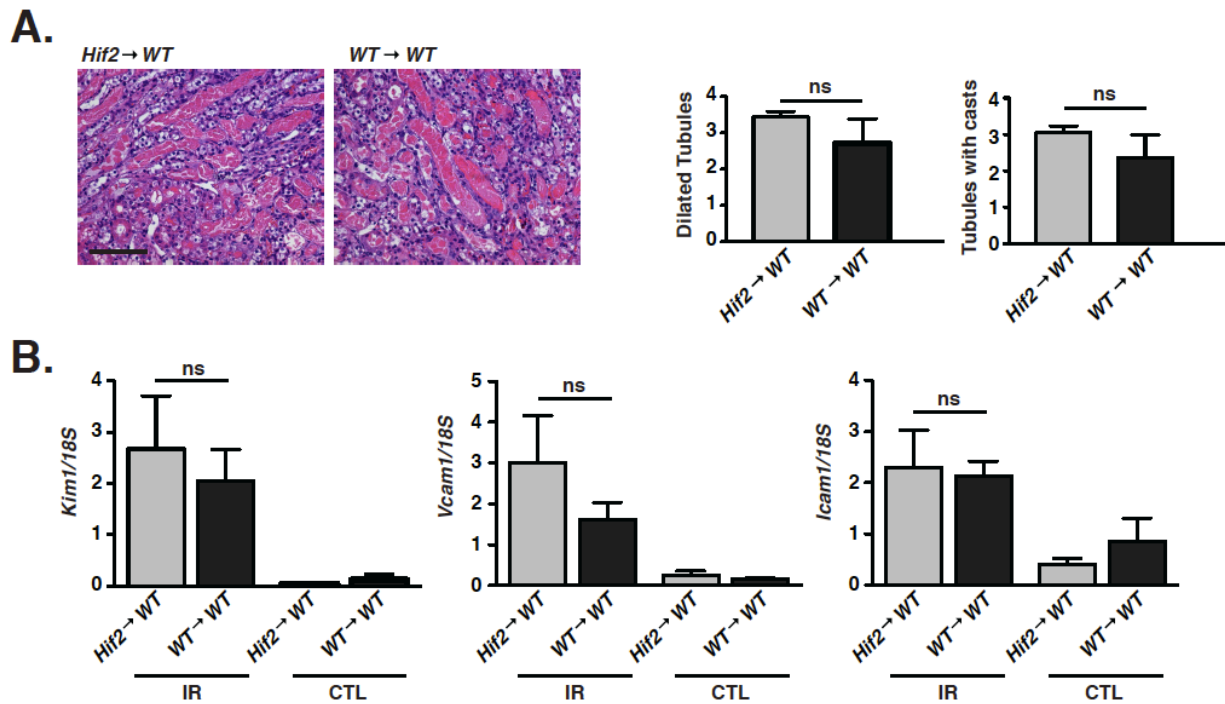 A.
Hif2→ WT
WT → WT
Dilated Tubules
4
3
2
1
0
ns
Hif2→ WT
WT → WT
Tubules with casts
4
3
2
1
0
ns
Hif2→ WT
WT → WT
B.
Kim1/18S
4
3
2
1
0
ns
Hif2→ WT
WT→ WT
Hif2→ WT
WT→ WT
IR
CTL
Vcam1/18S
5
4
3
2
1
0
ns
Hif2→ WT
WT→ WT
Hif2→ WT
WT→ WT
IR
CTL
Icam1/18S
4
3
2
1
0
ns
Hif2→ WT
WT→ WT
Hif2→ WT
WT→ WT
IR
CTL